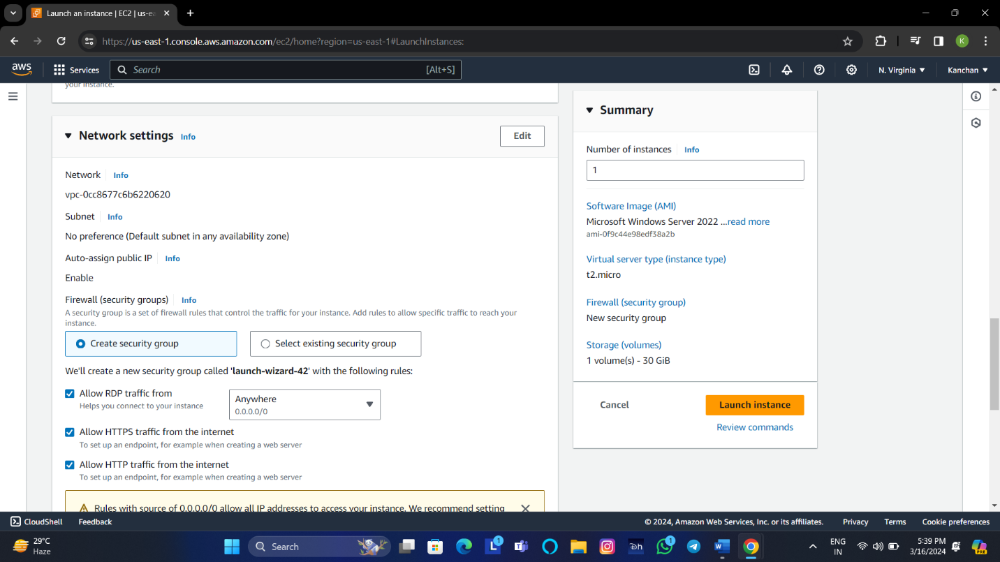 Launch an instance | EC2 | us-ea
https://us-east-1.console.aws.amazon.com/ec2/home?region=us-east-1#LaunchInstances:
K
aws
Services
Search
[Alt+S]
N. Virginia
Kanchan
your instance.
Network settings Info
Edit
Network Info
vpc-0cc8677c6b6220620
Subnet Info
No preference (Default subnet in any availability zone)
Auto-assign public IP Info
Enable
Firewall (security groups) Info
A security group is a set of firewall rules that control the traffic for your instance. Add rules to allow specific traffic to reach your
instance.
Create security group
Select existing security group
We'll create a new security group called 'launch-wizard-42' with the following rules:
Allow RDP traffic from
Helps you connect to your instance
Anywhere
0.0.0.0/0
Allow HTTPS traffic from the internet
To set up an endpoint, for example when creating a web server
Allow HTTP traffic from the internet
To set up an endpoint, for example when creating a web server
Rules with source of 0.0.0.0/0 allow all IP addresses to access your instance. We recommend setting
Summary
Number of instances Info
1
Software Image (AMI)
Microsoft Windows Server 2022 ...read more
ami-0f9c44e98edf38a2b
Virtual server type (instance type)
t2.micro
Firewall (security group)
New security group
Storage (volumes)
1 volume(s) - 30 GiB
Cancel
Launch instance
Review commands
CloudShell
Feedback
© 2024, Amazon Web Services, Inc. or its affiliates.
Privacy
Terms
Cookie preferences
29°C
Haze
Search
L
1
Dh
1
W
ENG
IN
5:39 PM
3/16/2024
PRE